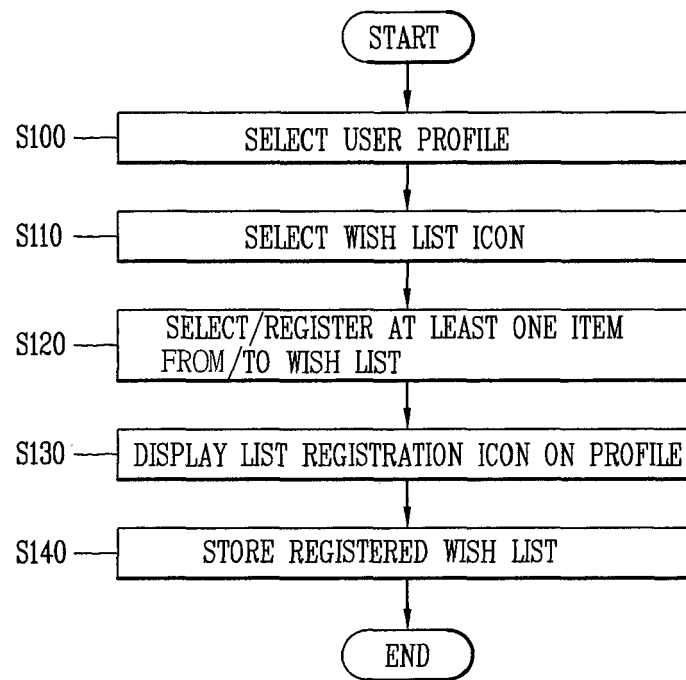 START
S100 SELECT USER PROFILE
S110 SELECT WISH LIST ICON
S120 SELECT/REGISTER AT LEAST ONE ITEM
FROM/TO WISH LIST
S130 DISPLAY LIST REGISTRATION ICON ON PROFILE
S140 STORE REGISTERED WISH LIST
END